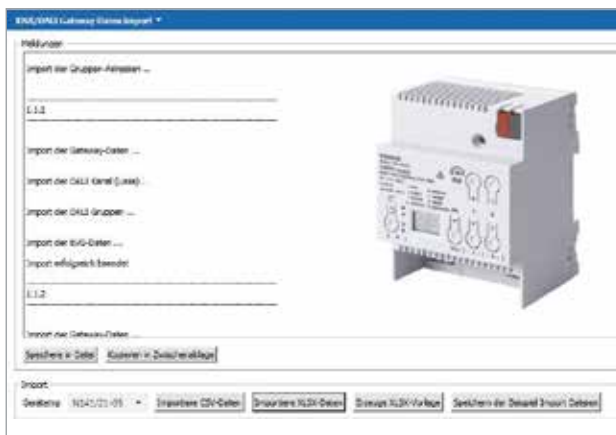 KNX/DALI Gateway Daten Import
Meldungen
Import der Gruppen-Adressen ...
1.1.1
Import der Gateway-Daten ...
Import der DALI Kanal (Lese)
Import der DALI Gruppen ...
Import der EVG-Daten ...
Import erfolgreich beendet
1.1.2
Import der Gateway-Daten ...
Speichere in Datei Kopieren in Zwischenablage
Import
Gerätetyp N141/21 Importiere CSV-Daten Importiere XLSX-Daten Erzeuge XLSX-Vorlage Speichern der Beispiel Import Dateien